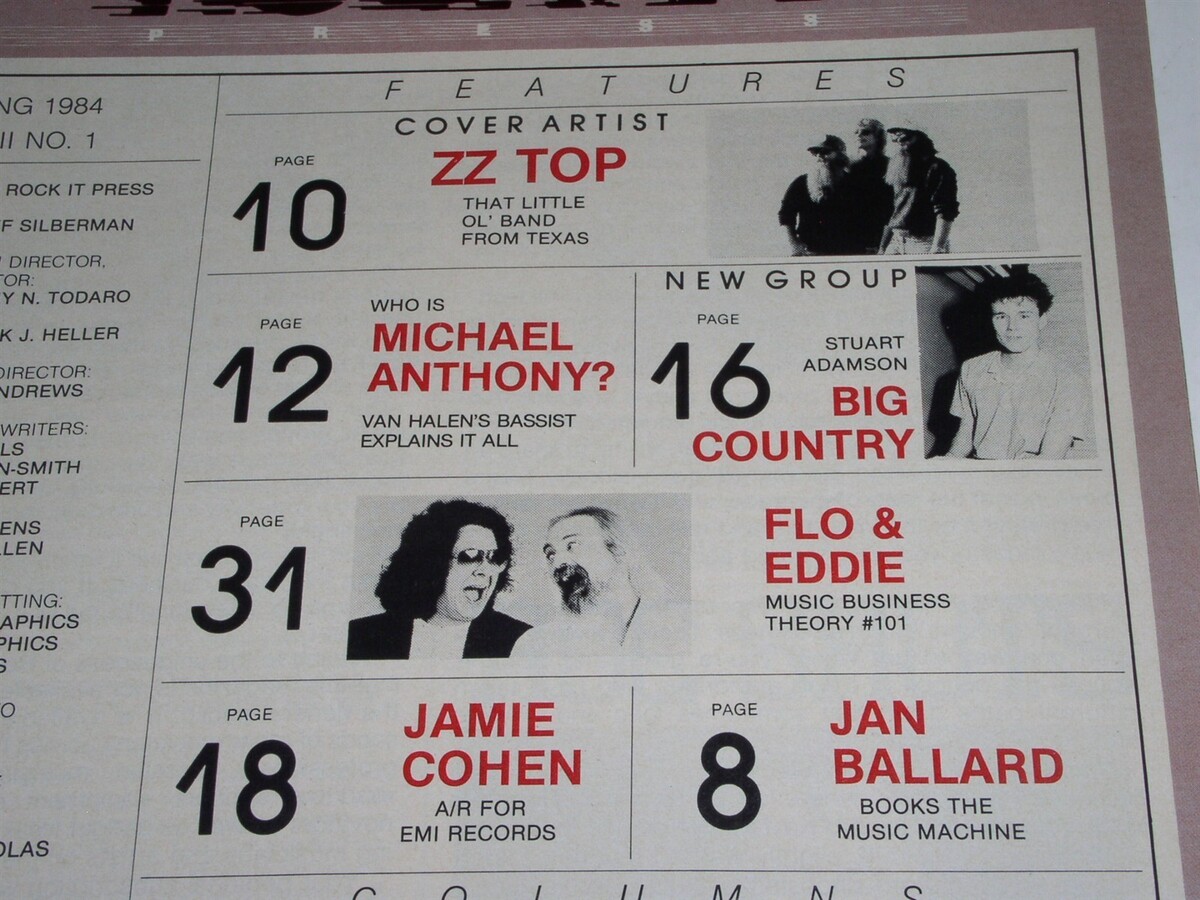 P R E S S
NG 1984
II NO. 1
ROCK IT PRESS
FF SILBERMAN
DIRECTOR,
TOR:
Y N. TODARO
K J. HELLER
DIRECTOR:
NDREWS
WRITERS:
LS
N-SMITH
ERT
ENS
LLEN
TTING:
APHICS
PHICS
S
O
OLAS
FEATURES
COVER ARTIST
PAGE
10
ZZ TOP
THAT LITTLE
OL' BAND
FROM TEXAS
PAGE
12
WHO IS
MICHAEL
ANTHONY?
VAN HALEN'S BASSIST
EXPLAINS IT ALL
NEW GROUP
PAGE
16
STUART
ADAMSON
BIG
COUNTRY
PAGE
31
FLO &
EDDIE
MUSIC BUSINESS
THEORY #101
PAGE
18
JAMIE
COHEN
A/R FOR
EMI RECORDS
PAGE
8
JAN
BALLARD
BOOKS THE
MUSIC MACHINE
COLUMNS